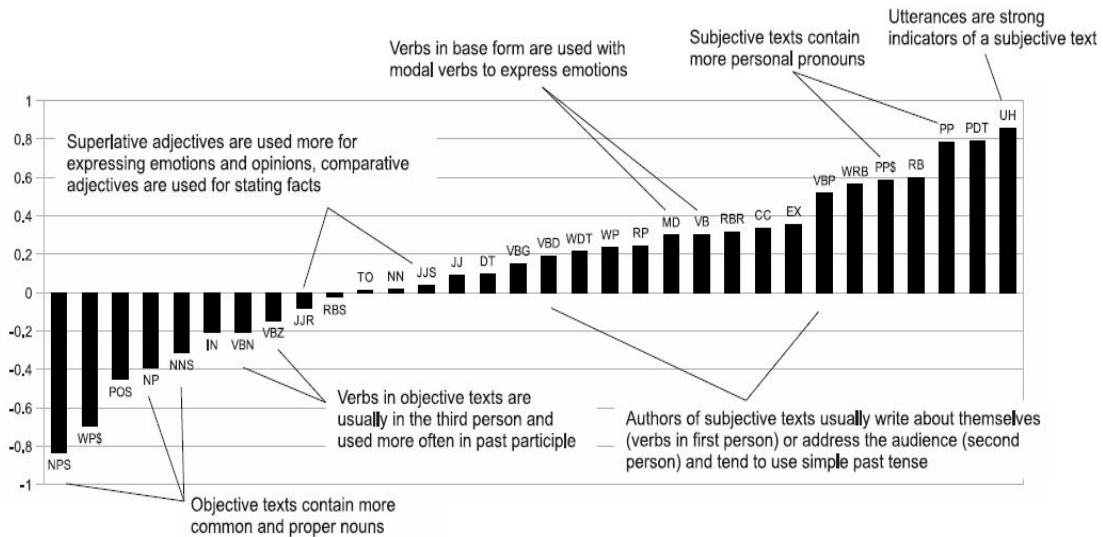 Utterances are strong
indicators of a subjective text
Subjective texts contain
more personal pronouns
Verbs in base form are used with
modal verbs to express emotions
Superlative adjectives are used more for
expressing emotions and opinions, comparative
adjectives are used for stating facts
1
0.8
0.6
0.4
0.2
0
-0,2
-0,4
-0,6
-0,8
-1
NPS
WP$
POS
NP
NNS
IN
VBN
VBZ
JJR
RBS
TO
NN
JJS
JJ
DT
VBG
VBD
WDT
WP
RP
MD
VB
RBR
CC
EX
VBP
WRB
PP$
RB
PP
PDT
UH
Verbs in objective texts are
usually in the third person and
used more often in past participle
Authors of subjective texts usually write about themselves
(verbs in first person) or address the audience (second
person) and tend to use simple past tense
Objective texts contain more
common and proper nouns